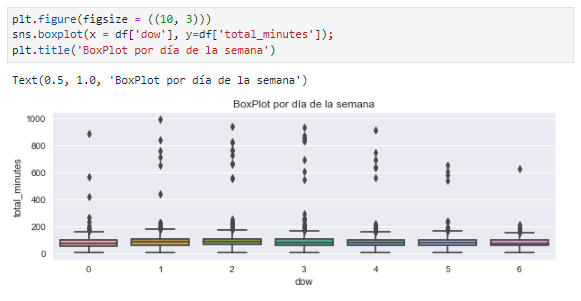 plt.figure(figsize = ((10, 3)))
sns.boxplot(x = df['dow'], y=df['total_minutes']);
plt.title('BoxPlot por día de la semana')
Text(0.5, 1.0, 'BoxPlot por día de la semana')
BoxPlot por día de la semana
1000
800
600
400
200
0
total_minutes
0 1 2 3 4 5 6
dow